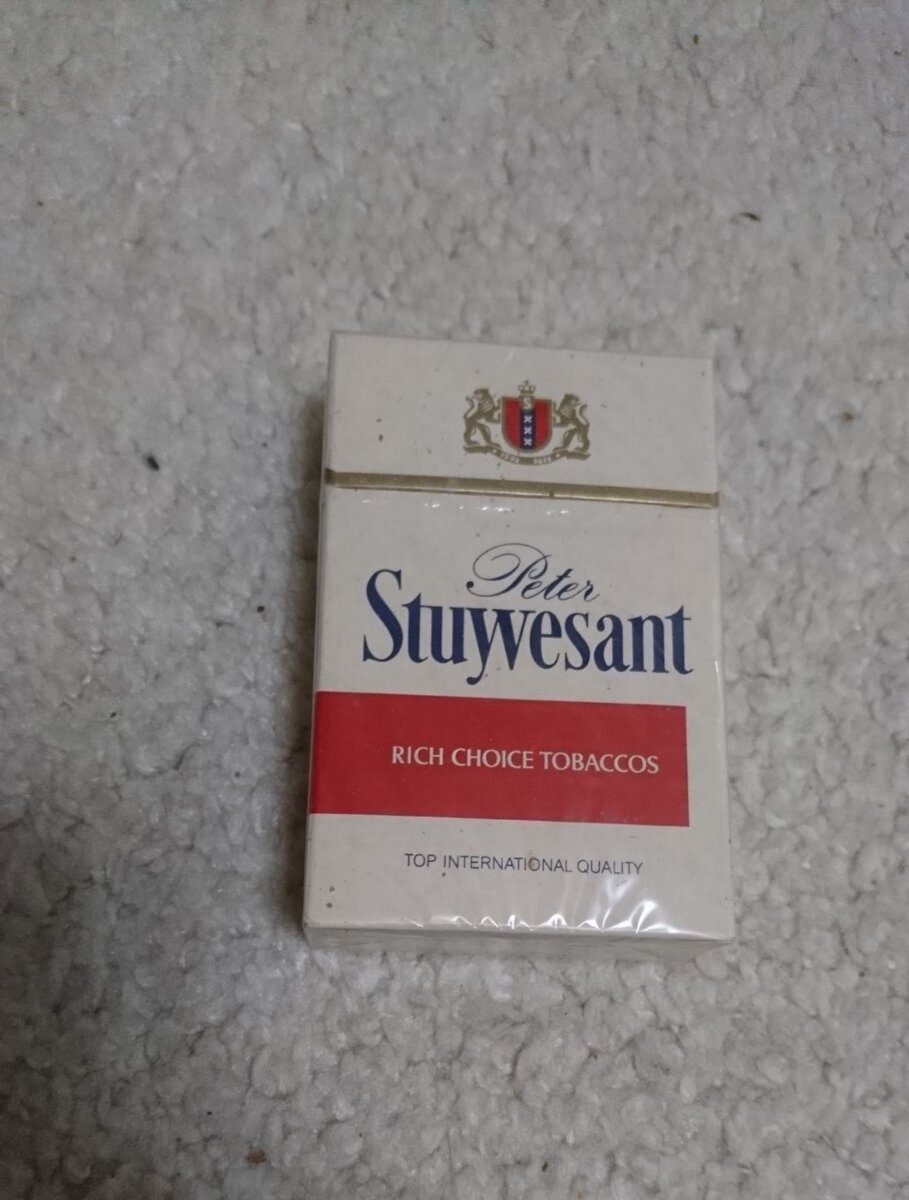 S
Peter
Stuyvesant
RICH CHOICE TOBACCOS
TOP INTERNATIONAL QUALITY